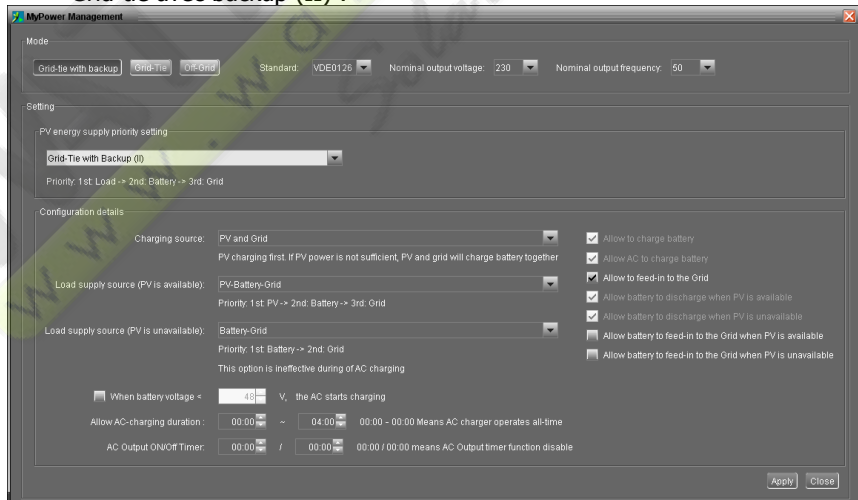 Grid-tie avec backup (II) :
MyPower Management
Mode
Grid-tie with backup Grid-Tie Off-Grid Standard: VDE0126 Nominal output voltage: 230 Nominal output frequency: 50
Setting
PV energy supply priority setting
Grid-Tie with Backup (II)
Priority: 1st: Load -> 2nd: Battery -> 3rd: Grid
Configuration details
Charging source: PV and Grid
PV charging first. If PV power is not sufficient, PV and grid will charge battery together
Load supply source (PV is available): PV-Battery-Grid
Priority: 1st: PV -> 2nd: Battery -> 3rd: Grid
Load supply source (PV is unavailable): Battery-Grid
Priority: 1st: Battery -> 2nd: Grid
This option is ineffective during of AC charging
Allow to charge battery
Allow AC to charge battery
Allow to feed-in to the Grid
Allow battery to discharge when PV is available
Allow battery to discharge when PV is unavailable
Allow battery to feed-in to the Grid when PV is available
Allow battery to feed-in to the Grid when PV is unavailable
When battery voltage < 48 V, the AC starts charging
Allow AC-charging duration : 00:00 ~ 04:00 00:00 - 00:00 Means AC charger operates all-time
AC Output ON/Off Timer: 00:00 / 00:00 00:00 / 00:00 means AC Output timer function disable
Apply Close